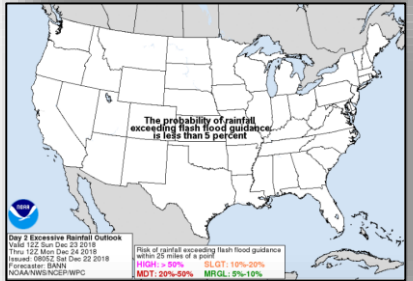 The probability of rainfall
exceeding flash flood guidance
is less than 5 percent
NOAA
Day 2 Excessive Rainfall Outlook
Valid 12Z Sun Dec 23 2018
Thru 12Z Mon Dec 24 2018
Issued: 0805Z Sat Dec 22 2018
Forecaster: BANN
NOAA/NWS/NCEP/WPC
Risk of rainfall exceeding flash flood guidance
within 25 miles of a point
HIGH: > 50% SLGT: 10%-20%
MDT: 20%-50% MRGL: 5%-10%